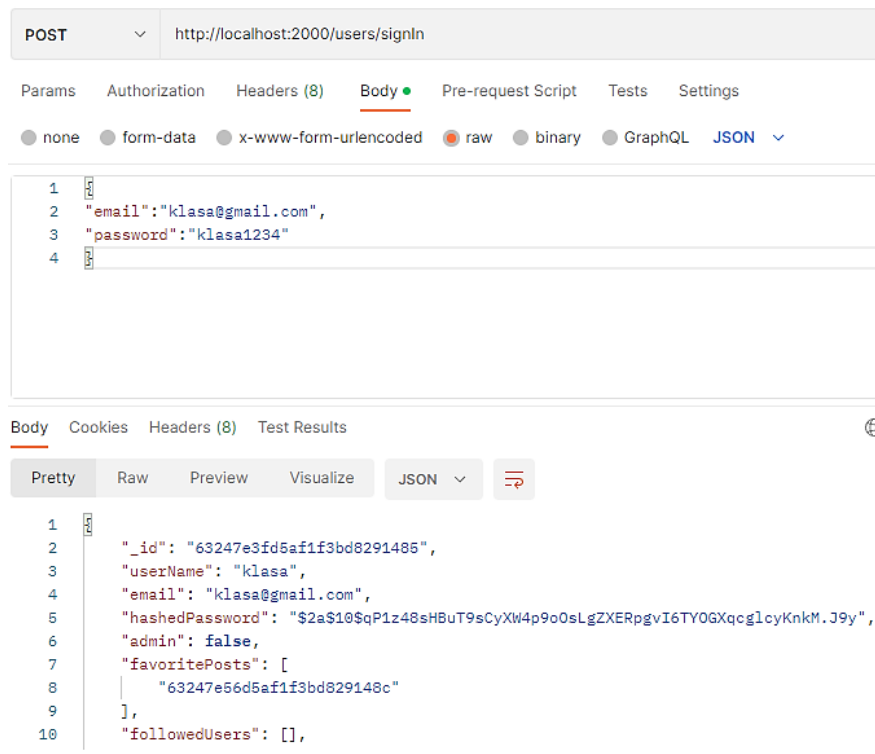 POST http://localhost:2000/users/signIn
Params Authorization Headers (8) Body Pre-request Script Tests Settings
none form-data x-www-form-urlencoded raw binary GraphQL JSON
1 {
2 "email":"klasa@gmail.com",
3 "password":"klasa1234"
4 }
Body Cookies Headers (8) Test Results
Pretty Raw Preview Visualize JSON
1 {
2 "_id": "63247e3fd5af1f3bd8291485",
3 "userName": "klasa",
4 "email": "klasa@gmail.com",
5 "hashedPassword": "$2a$10$qP1z48sHBuT9sCyXW4p9oOsLgZXERpgvI6TYOGXqcglcyKnkM.J9y",
6 "admin": false,
7 "favoritePosts": [
8 "63247e56d5af1f3bd829148c"
9 ],
10 "followedUsers": [],